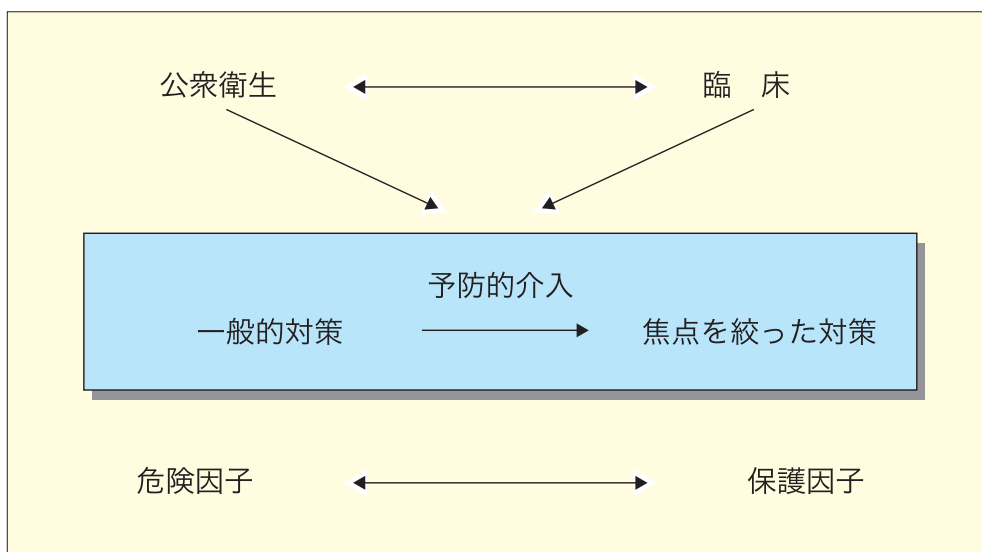 公衆衛生 臨　床
予防的介入
一般的対策 焦点を絞った対策
危険因子 保護因子